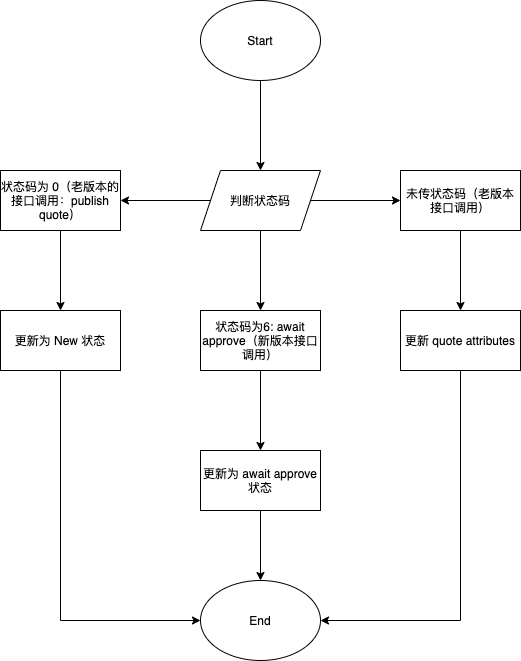 Start
状态码为 0（老版本的
接口调用：publish
quote）
判断状态码
未传状态码（老版本
接口调用）
更新为 New 状态
状态码为6: await
approve（新版本接口
调用）
更新 quote attributes
更新为 await approve
状态
End